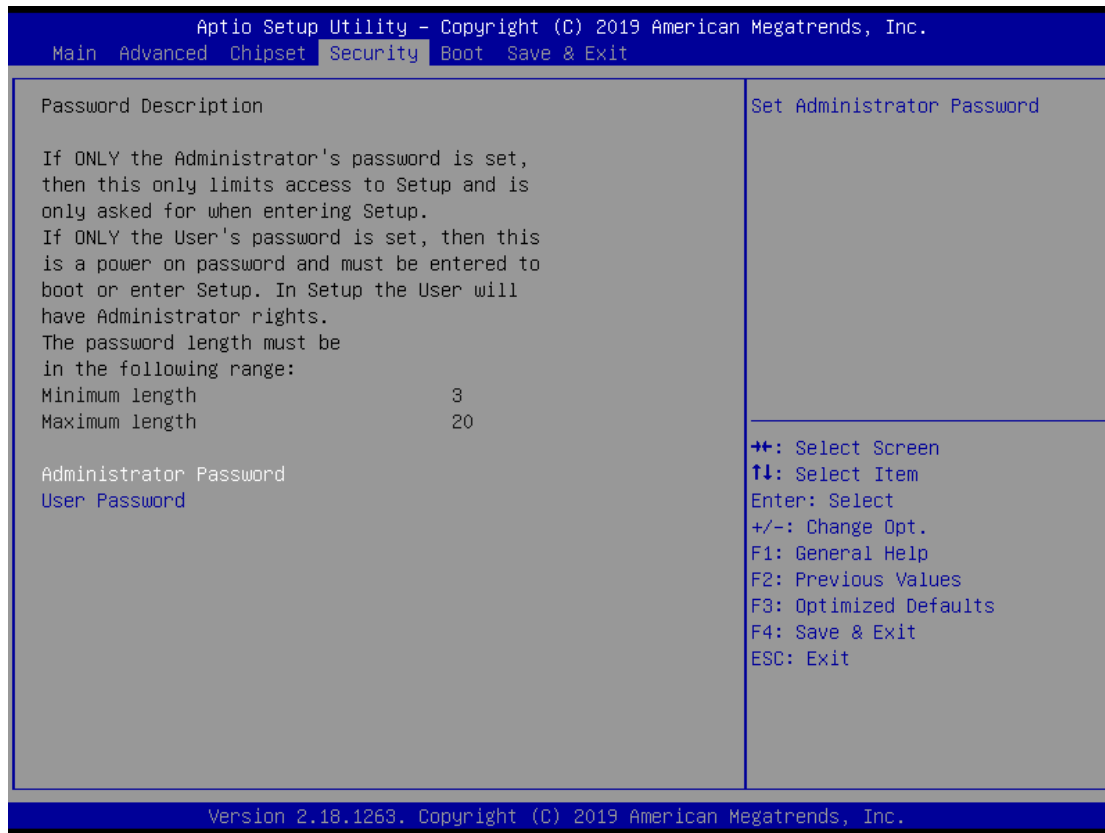 Aptio Setup Utility – Copyright (C) 2019 American Megatrends, Inc.
Main Advanced Chipset Security Boot Save & Exit
Password Description
If ONLY the Administrator's password is set,
then this only limits access to Setup and is
only asked for when entering Setup.
If ONLY the User's password is set, then this
is a power on password and must be entered to
boot or enter Setup. In Setup the User will
have Administrator rights.
The password length must be
in the following range:
Minimum length 3
Maximum length 20
Administrator Password
User Password
Set Administrator Password
→←: Select Screen
↑↓: Select Item
Enter: Select
+/-: Change Opt.
F1: General Help
F2: Previous Values
F3: Optimized Defaults
F4: Save & Exit
ESC: Exit
Version 2.18.1263. Copyright (C) 2019 American Megatrends, Inc.